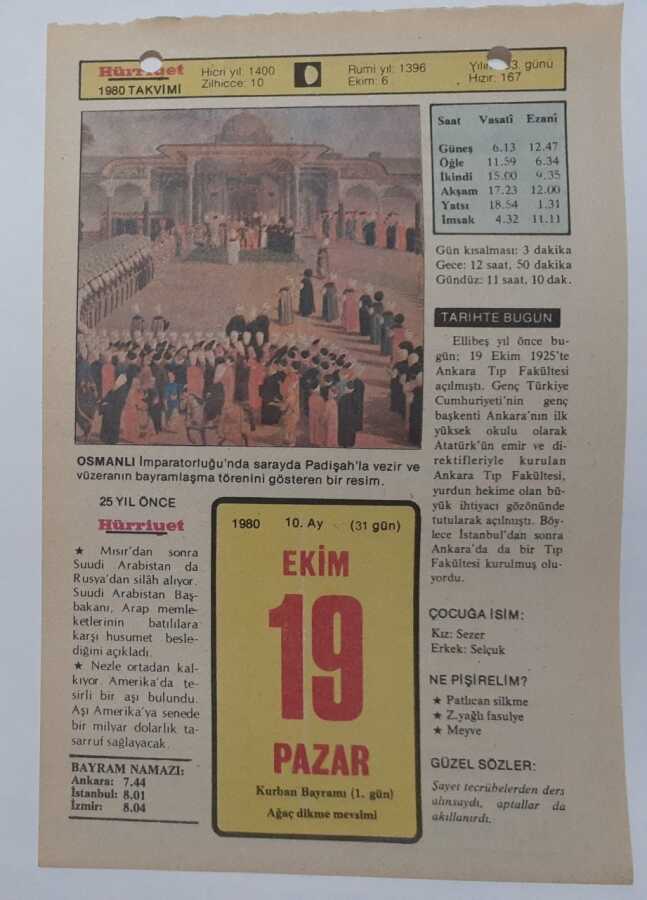 Hürriyet
1980 TAKVİMİ
Hicri yıl: 1400
Zilhicce: 10
Rumi yıl: 1396
Ekim: 6
3. günü
Hızır: 167
Saat Vasatî Ezanî
Güneş 6.13 12.47
Öğle 11.59 6.34
İkindi 15.00 9.35
Akşam 17.23 12.00
Yatsı 18.54 1.31
İmsak 4.32 11.11
Gün kısalması: 3 dakika
Gece: 12 saat, 50 dakika
Gündüz: 11 saat, 10 dak.
TARIHTE BUGUN
Ellibeş yıl önce bu-
gün; 19 Ekim 1925'te
Ankara Tıp Fakültesi
açılmıştı. Genç Türkiye
Cumhuriyeti'nin genç
başkenti Ankara'nın ilk
yüksek okulu olarak
Atatürk'ün emir ve di-
rektifleriyle kurulan
Ankara Tıp Fakültesi,
yurdun hekime olan bü-
yük ihtiyacı gözönünde
tutularak açılmıştı. Böy-
lece İstanbul'dan sonra
Ankara'da da bir Tıp
Fakültesi kurulmuş olu-
yordu.
ÇOCUĞA İSİM:
Kız: Sezer
Erkek: Selçuk
NE PİŞİRELİM?
★ Patlıcan silkme
★ Z.yağlı fasulye
★ Meyve
GÜZEL SÖZLER:
Şayet tecrübelerden ders
alınsaydı, aptallar da
akıllanırdı.
OSMANLI İmparatorluğu'nda sarayda Padişah'la vezir ve
vüzeranın bayramlaşma törenini gösteren bir resim.
25 YIL ÖNCE
Hürriyet
★ Mısır'dan sonra
Suudi Arabistan da
Rusya'dan silâh alıyor.
Suudi Arabistan Baş-
bakanı, Arap memle-
ketlerinin batılılara
karşı husumet besle-
diğini açıkladı.
★ Nezle ortadan kal-
kıyor. Amerika'da te-
sirli bir aşı bulundu.
Aşı Amerika'ya senede
bir milyar dolarlık ta-
sarruf sağlayacak.
BAYRAM NAMAZI:
Ankara: 7.44
İstanbul: 8.01
İzmir: 8.04
1980 10. Ay (31 gün)
EKİM
19
PAZAR
Kurban Bayramı (1. gün)
Ağaç dikme mevsimi